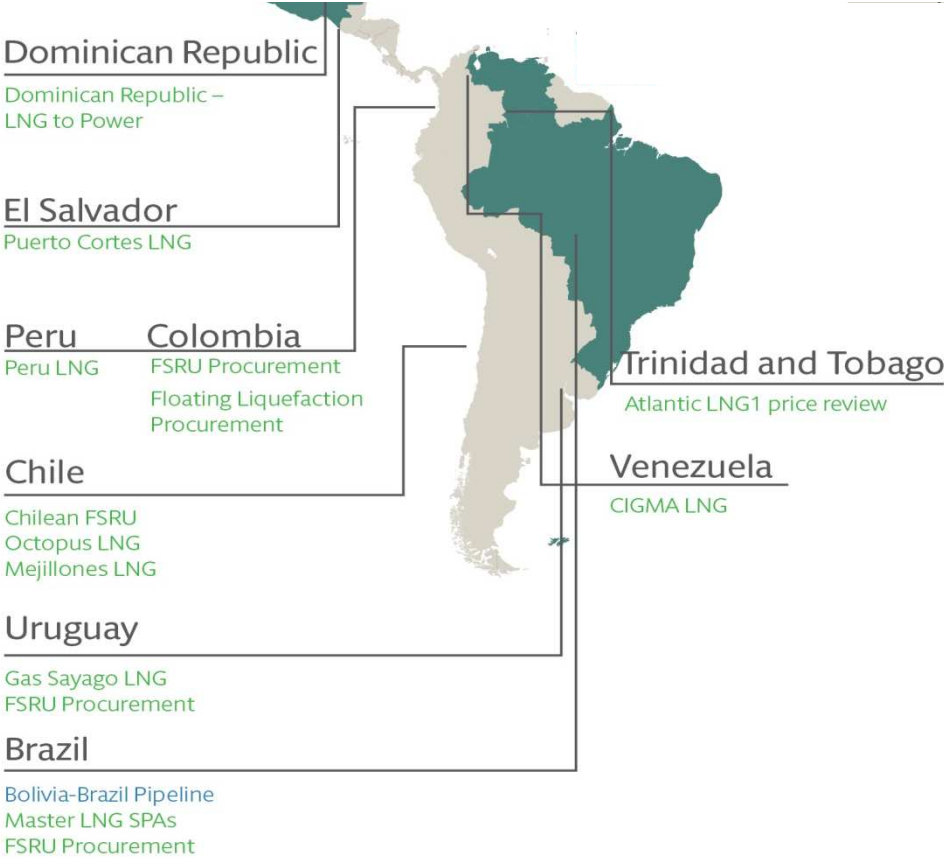 Dominican Republic
Dominican Republic –
LNG to Power
El Salvador
Puerto Cortes LNG
Peru
Peru LNG
Colombia
FSRU Procurement
Floating Liquefaction
Procurement
Trinidad and Tobago
Atlantic LNG1 price review
Chile
Chilean FSRU
Octopus LNG
Mejillones LNG
Venezuela
CIGMA LNG
Uruguay
Gas Sayago LNG
FSRU Procurement
Brazil
Bolivia-Brazil Pipeline
Master LNG SPAs
FSRU Procurement